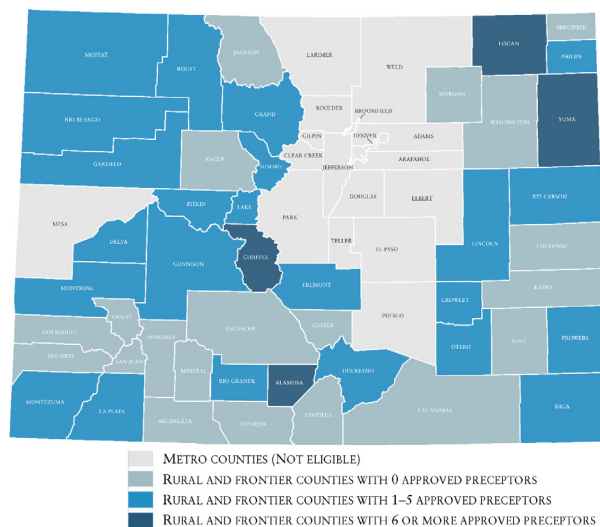 SEDGWICK
LOGAN
JACKSON
LARIMER
MOFFAT
ROUTT
PHILLIPS
WELD
MORGAN
BOULDER
BROOMFIELD
GRAND
RIO BLANCO
WASHINGTON
YUMA
GILPIN
DENVER
ADAMS
CLEAR CREEK
ARAPAHOE
EAGLE
GARFIELD
SUMMIT
JEFFERSON
DOUGLAS
ELBERT
KIT CARSON
PITKIN
LAKE
PARK
MESA
DELTA
TELLER
EL PASO
LINCOLN
CHEYENNE
CHAFFEE
GUNNISON
FREMONT
MONTROSE
KIOWA
CROWLEY
OURAY
PUEBLO
SAGUACHE
CUSTER
SAN MIGUEL
HINSDALE
OTERO
BENT
PROWERS
DOLORES
SAN JUAN
MINERAL
HUERFANO
RIO GRANDE
ALAMOSA
MONTEZUMA
LA PLATA
BACA
LAS ANIMAS
COSTILLA
ARCHULETA
CONEJOS
METRO COUNTIES (NOT ELIGIBLE)
RURAL AND FRONTIER COUNTIES WITH 0 APPROVED PRECEPTORS
RURAL AND FRONTIER COUNTIES WITH 1–5 APPROVED PRECEPTORS
RURAL AND FRONTIER COUNTIES WITH 6 OR MORE APPROVED PRECEPTORS